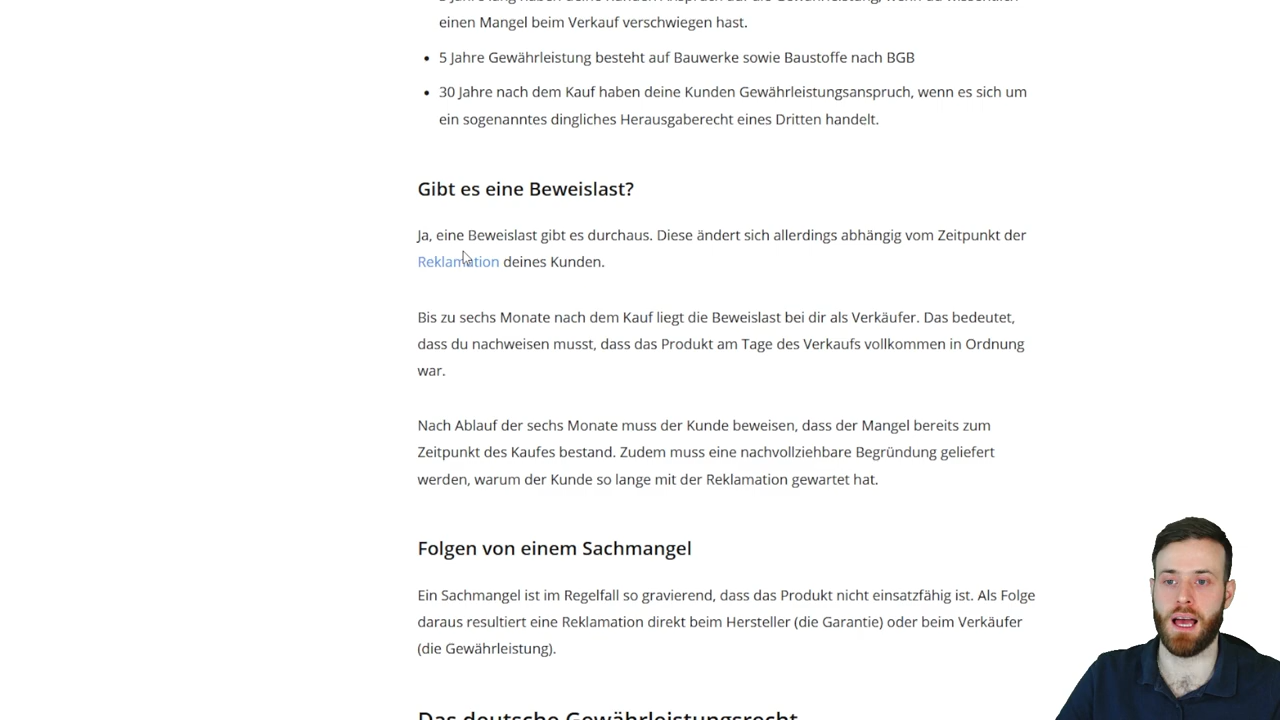 einen Mangel beim Verkauf verschwiegen hast.
• 5 Jahre Gewährleistung besteht auf Bauwerke sowie Baustoffe nach BGB
• 30 Jahre nach dem Kauf haben deine Kunden Gewährleistungsanspruch, wenn es sich um
ein sogenanntes dingliches Herausgaberecht eines Dritten handelt.
Gibt es eine Beweislast?
Ja, eine Beweislast gibt es durchaus. Diese ändert sich allerdings abhängig vom Zeitpunkt der
Reklamation deines Kunden.
Bis zu sechs Monate nach dem Kauf liegt die Beweislast bei dir als Verkäufer. Das bedeutet,
dass du nachweisen musst, dass das Produkt am Tage des Verkaufs vollkommen in Ordnung
war.
Nach Ablauf der sechs Monate muss der Kunde beweisen, dass der Mangel bereits zum
Zeitpunkt des Kaufes bestand. Zudem muss eine nachvollziehbare Begründung geliefert
werden, warum der Kunde so lange mit der Reklamation gewartet hat.
Folgen von einem Sachmangel
Ein Sachmangel ist im Regelfall so gravierend, dass das Produkt nicht einsatzfähig ist. Als Folge
daraus resultiert eine Reklamation direkt beim Hersteller (die Garantie) oder beim Verkäufer
(die Gewährleistung).
Das deutsche Gewährleistungsrecht